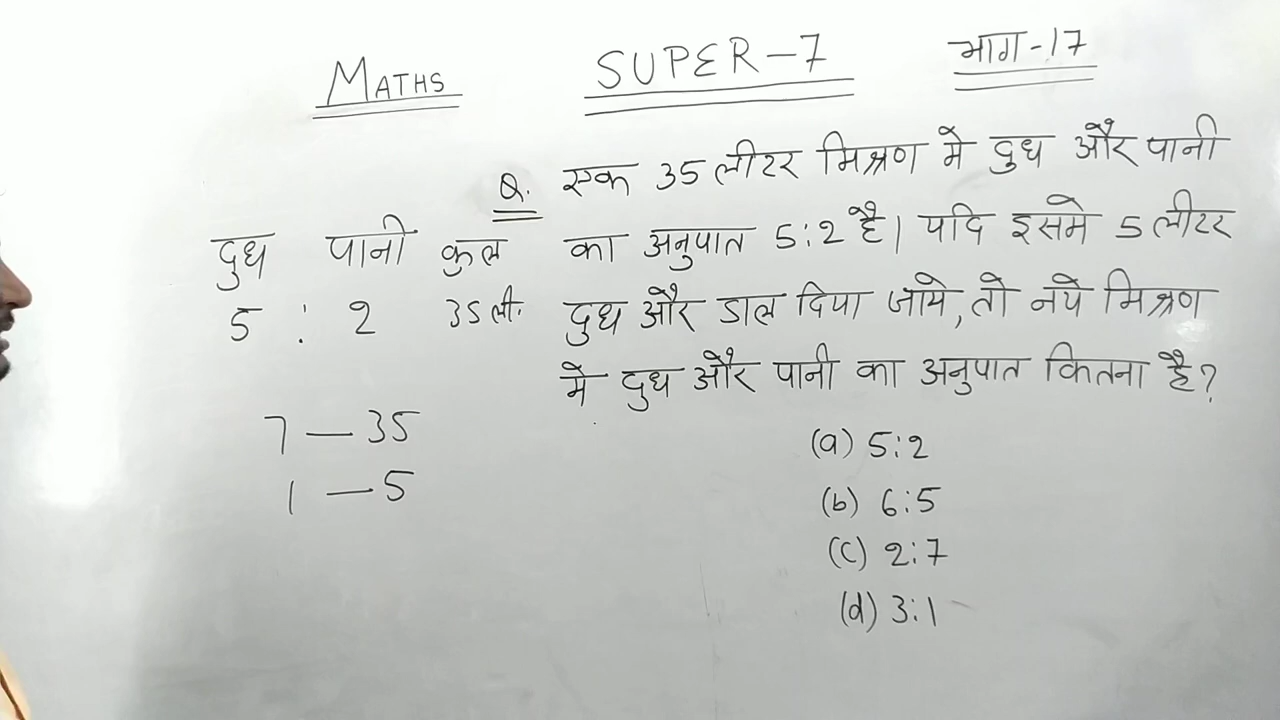 MATHS SUPER-7 भाग-17
Q. एक 35 लीटर मिश्रण मे दुध और पानी
का अनुपात 5:2 है। यदि इसमे 5 लीटर
दुध और डाल दिया जाये, तो नये मिश्रण
मे दुध और पानी का अनुपात कितना है?
(a) 5:2
(b) 6:5
(c) 2:7
(d) 3:1
दुध पानी कुल
5 : 2 35 ली.
7 — 35
1 — 5